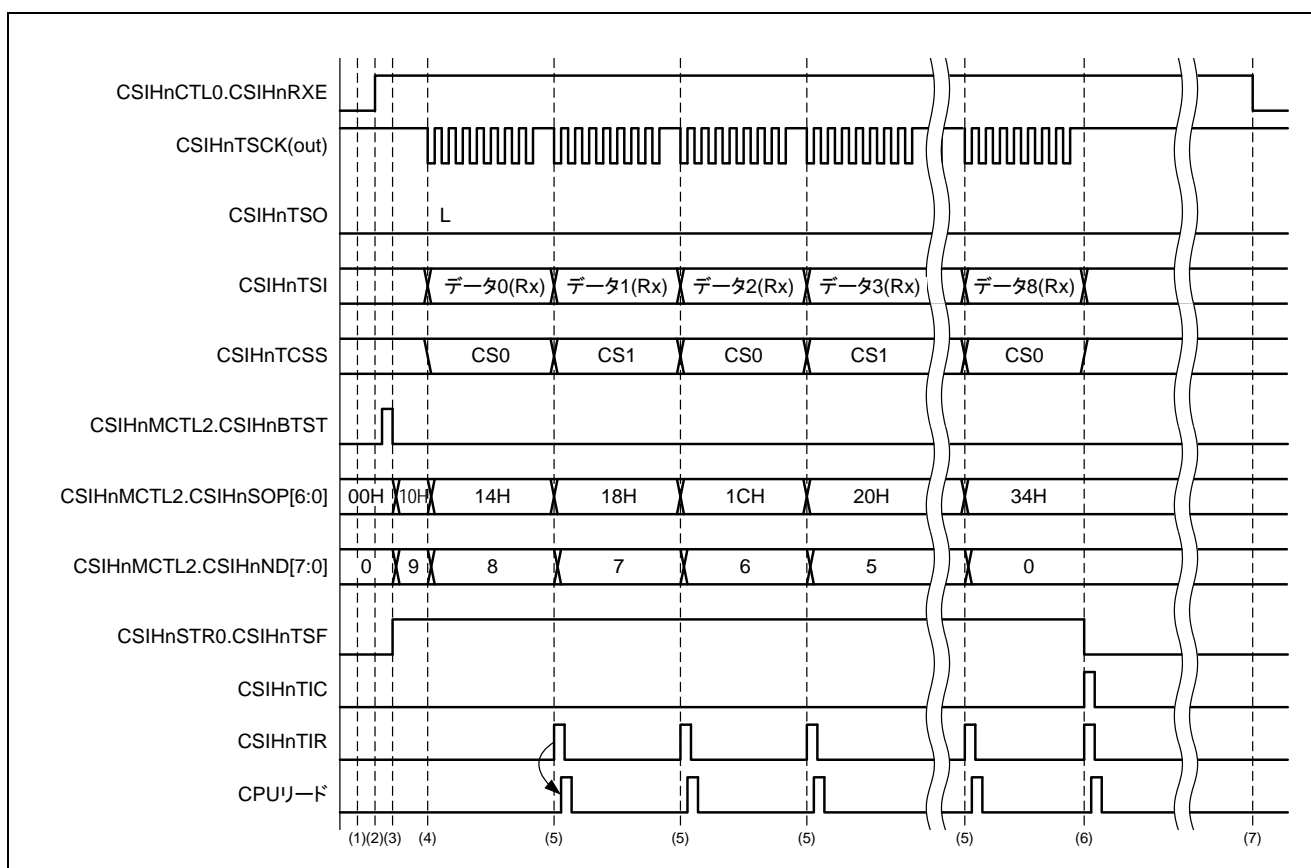 CSIHnCTL0.CSIHnRXE
CSIHnTSCK(out)
CSIHnTSO
L
CSIHnTSI
データ0(Rx) データ1(Rx) データ2(Rx) データ3(Rx) データ8(Rx)
CSIHnTCSS
CS0 CS1 CS0 CS1 CS0
CSIHnMCTL2.CSIHnBTST
CSIHnMCTL2.CSIHnSOP[6:0]
00H 10H 14H 18H 1CH 20H 34H
CSIHnMCTL2.CSIHnND[7:0]
0 9 8 7 6 5 0
CSIHnSTR0.CSIHnTSF
CSIHnTIC
CSIHnTIR
CPUリード
(1)(2)(3) (4) (5) (5) (5) (5) (6) (7)